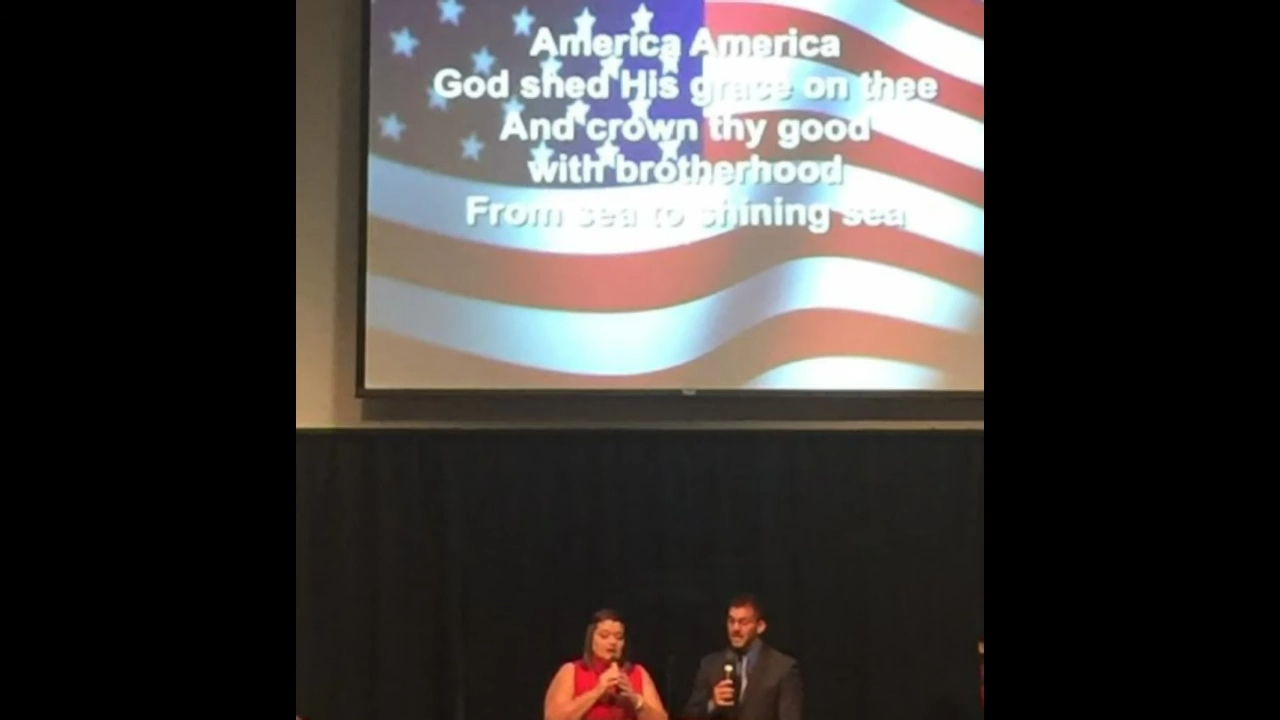 America America
God shed His grace on thee
And crown thy good
with brotherhood
From sea to shining sea